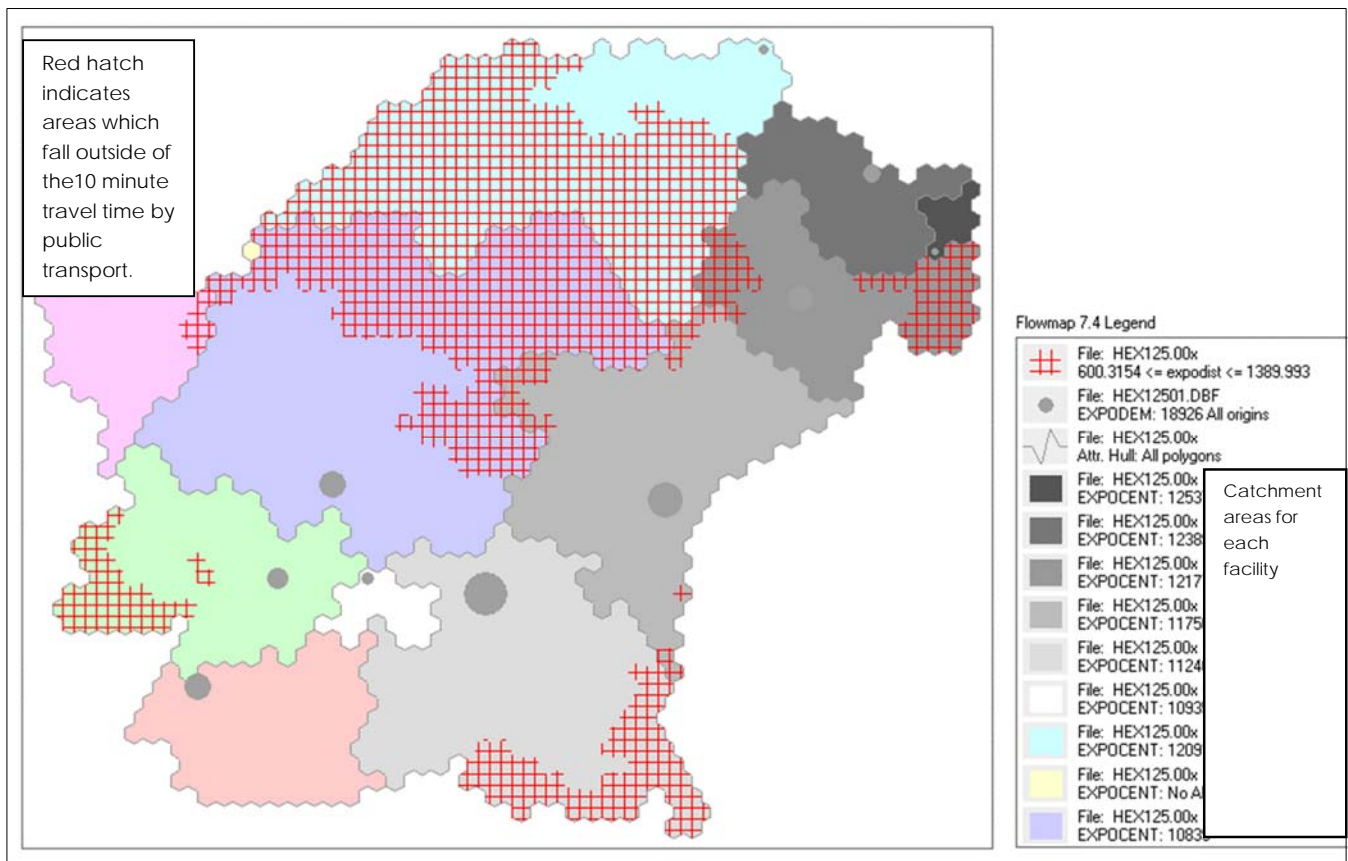 Red hatch
indicates
areas which
fall outside of
the10 minute
travel time by
public
transport.
Flowmap 7.4 Legend
File: HEX125.00x
600.3154 <= expodist <= 1389.993
File: HEX12501.DBF
EXPODEM: 18926 All origins
File: HEX125.00x
Attr. Hull: All polygons
File: HEX125.00x
EXPOCENT: 1253
File: HEX125.00x
EXPOCENT: 1238
File: HEX125.00x
EXPOCENT: 1217
File: HEX125.00x
EXPOCENT: 1175
File: HEX125.00x
EXPOCENT: 1124
File: HEX125.00x
EXPOCENT: 1093
File: HEX125.00x
EXPOCENT: 1209
File: HEX125.00x
EXPOCENT: No
File: HEX125.00x
EXPOCENT: 1083
Catchment
areas for
each
facility